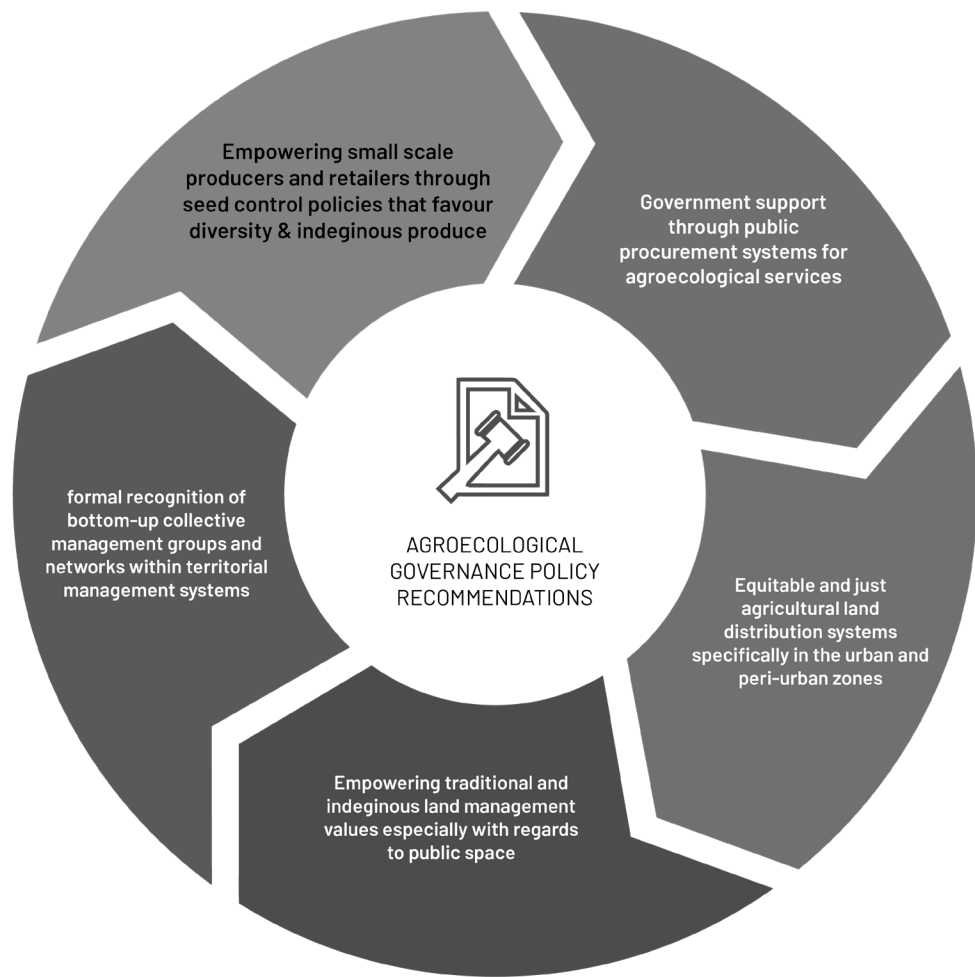 Empowering small scale
producers and retailers through
seed control policies that favour
diversity & indeginous produce
Government support
through public
procurement systems for
agroecological services
Equitable and just
agricultural land
distribution systems
specifically in the urban and
peri-urban zones
Empowering traditional and
indeginous land management
values especially with regards
to public space
formal recognition of
bottom-up collective
management groups and
networks within territorial
management systems
AGROECOLOGICAL
GOVERNANCE POLICY
RECOMMENDATIONS